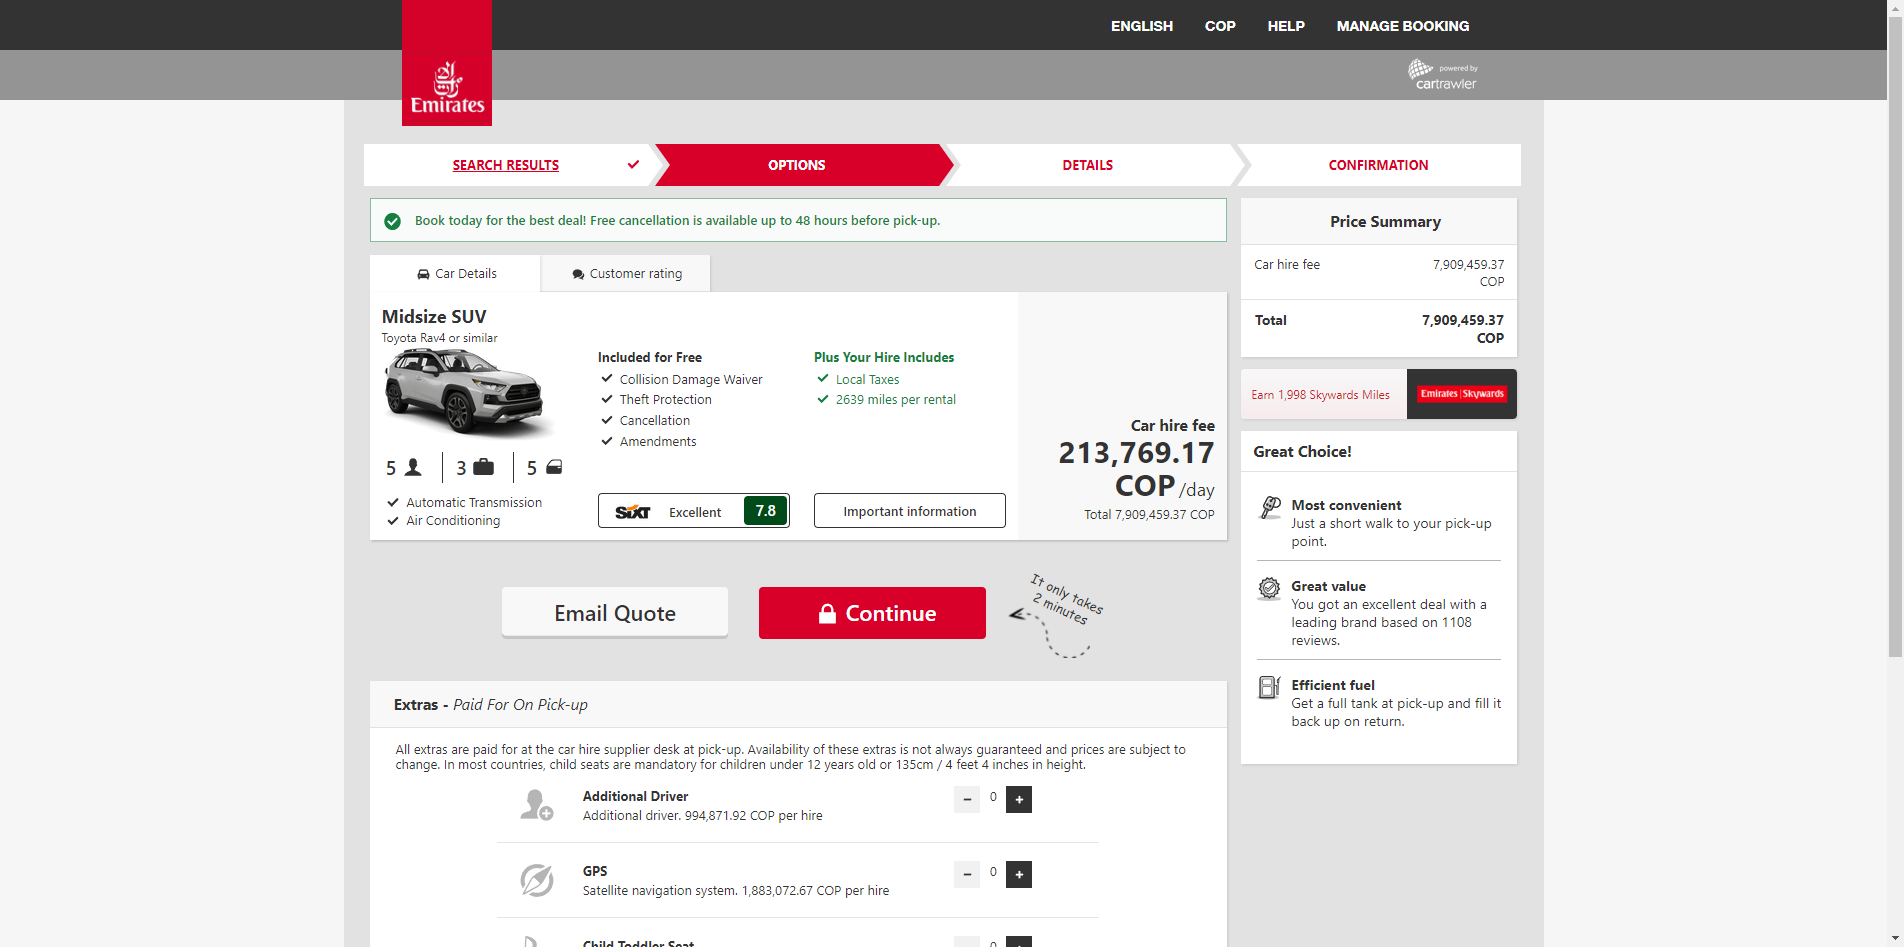 ENGLISH COP HELP MANAGE BOOKING
powered by
cartrawler
Emirates
SEARCH RESULTS OPTIONS DETAILS CONFIRMATION
Book today for the best deal! Free cancellation is available up to 48 hours before pick-up.
Car Details Customer rating
Midsize SUV
Toyota Rav4 or similar
5 3 5
Automatic Transmission
Air Conditioning
Included for Free
Collision Damage Waiver
Theft Protection
Cancellation
Amendments
SIXT Excellent 7.8
Plus Your Hire Includes
Local Taxes
2639 miles per rental
Important information
Car hire fee
213,769.17
COP /day
Total 7,909,459.37 COP
Email Quote
Continue
It only takes
2 minutes
Extras - Paid For On Pick-up
All extras are paid for at the car hire supplier desk at pick-up. Availability of these extras is not always guaranteed and prices are subject to
change. In most countries, child seats are mandatory for children under 12 years old or 135cm / 4 feet 4 inches in height.
Additional Driver
Additional driver. 994,871.92 COP per hire
− 0 +
GPS
Satellite navigation system. 1,883,072.67 COP per hire
− 0 +
Child Toddler Seat
0
Price Summary
Car hire fee 7,909,459.37
COP
Total 7,909,459.37
COP
Earn 1,998 Skywards Miles
Emirates | Skywards
Great Choice!
Most convenient
Just a short walk to your pick-up
point.
Great value
You got an excellent deal with a
leading brand based on 1108
reviews.
Efficient fuel
Get a full tank at pick-up and fill it
back up on return.